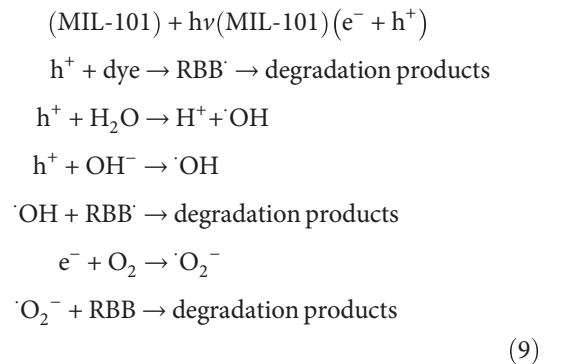 (MIL-101) + hν(MIL-101)(e⁻ + h⁺)
h⁺ + dye → RBB˙ → degradation products
h⁺ + H₂O → H⁺+˙OH
h⁺ + OH⁻ → ˙OH
˙OH + RBB˙ → degradation products
e⁻ + O₂ → ˙O₂⁻
˙O₂⁻ + RBB → degradation products
(9)